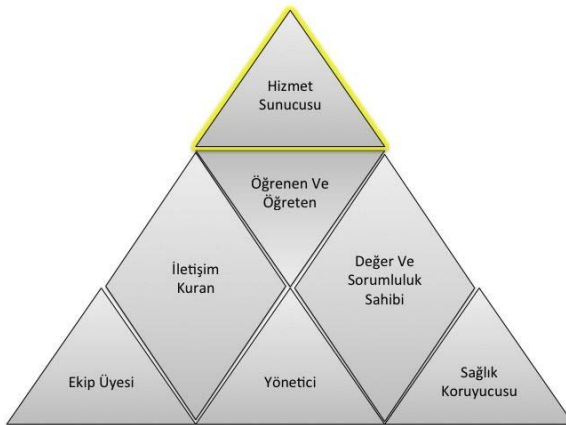 Hizmet
Sunucusu
Öğrenen Ve
Öğreten
İletişim
Kuran
Değer Ve
Sorumluluk
Sahibi
Ekip Üyesi
Yönetici
Sağlık
Koruyucusu